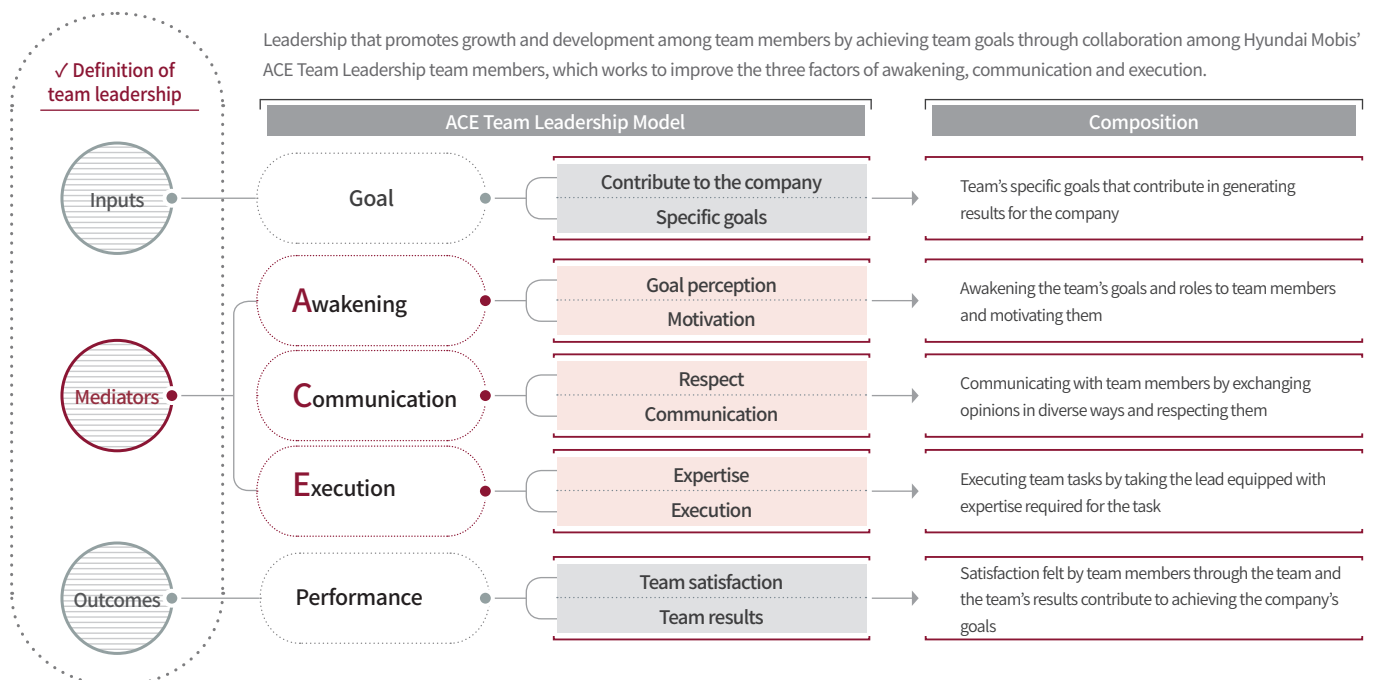 Leadership that promotes growth and development among team members by achieving team goals through collaboration among Hyundai Mobis’
ACE Team Leadership team members, which works to improve the three factors of awakening, communication and execution.
✓ Definition of
team leadership
ACE Team Leadership Model
Composition
Inputs
Goal
Contribute to the company
Specific goals
Team’s specific goals that contribute in generating
results for the company
Mediators
Awakening
Goal perception
Motivation
Awakening the team’s goals and roles to team members
and motivating them
Communication
Respect
Communication
Communicating with team members by exchanging
opinions in diverse ways and respecting them
Execution
Expertise
Execution
Executing team tasks by taking the lead equipped with
expertise required for the task
Outcomes
Performance
Team satisfaction
Team results
Satisfaction felt by team members through the team and
the team’s results contribute to achieving the company’s
goals